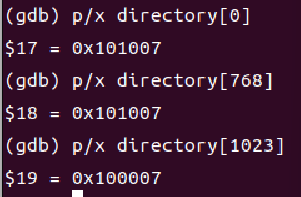 (gdb) p/x directory[0]
$17 = 0x101007
(gdb) p/x directory[768]
$18 = 0x101007
(gdb) p/x directory[1023]
$19 = 0x100007